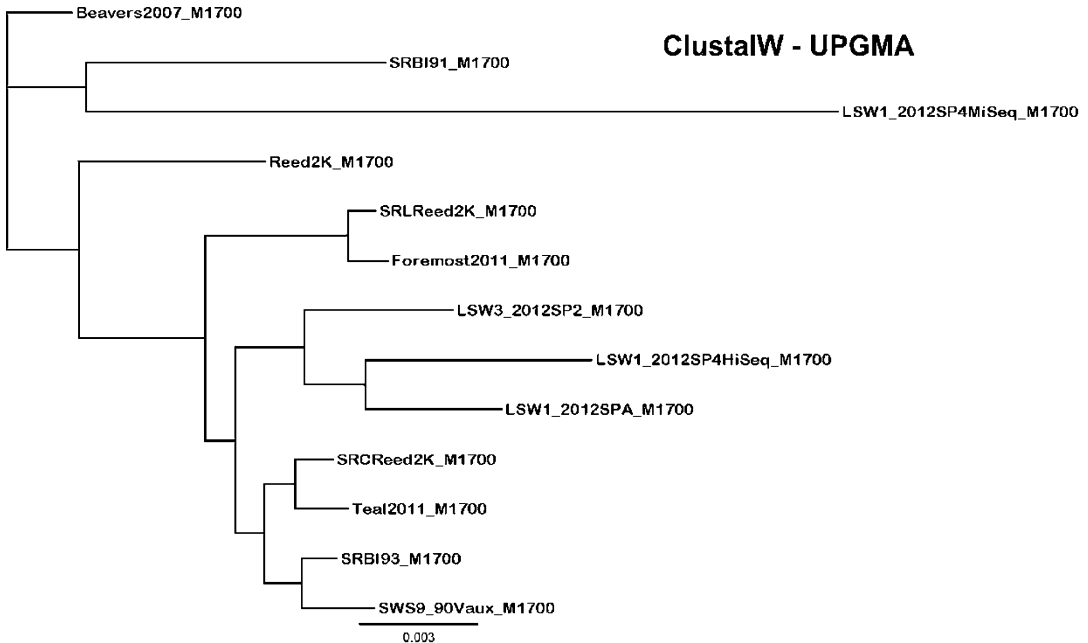 Beavers2007_M1700
ClustalW - UPGMA
SRBI91_M1700
LSW1_2012SP4MiSeq_M1700
Reed2K_M1700
SRLReed2K_M1700
Foremost2011_M1700
LSW3_2012SP2_M1700
LSW1_2012SP4HiSeq_M1700
LSW1_2012SPA_M1700
SRCReed2K_M1700
Teal2011_M1700
SRBI93_M1700
SWS9_90Vaux_M1700
0.003